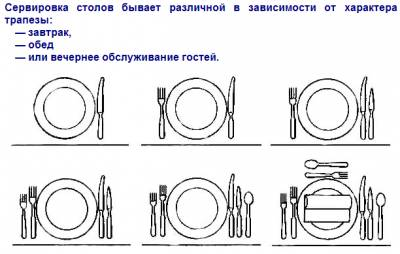 Сервировка столов бывает различной в зависимости от характера
трапезы:
— завтрак,
— обед
— или вечернее обслуживание гостей.